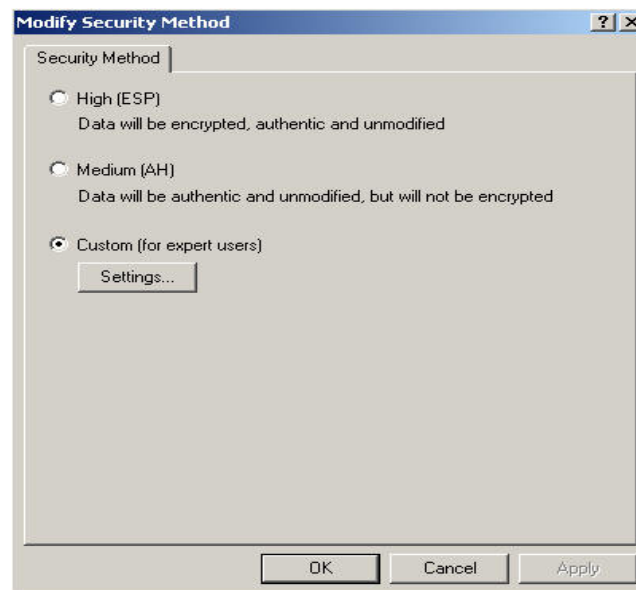 Modify Security Method
Security Method
High (ESP)
Data will be encrypted, authentic and unmodified
Medium (AH)
Data will be authentic and unmodified, but will not be encrypted
Custom (for expert users)
Settings...
OK Cancel Apply